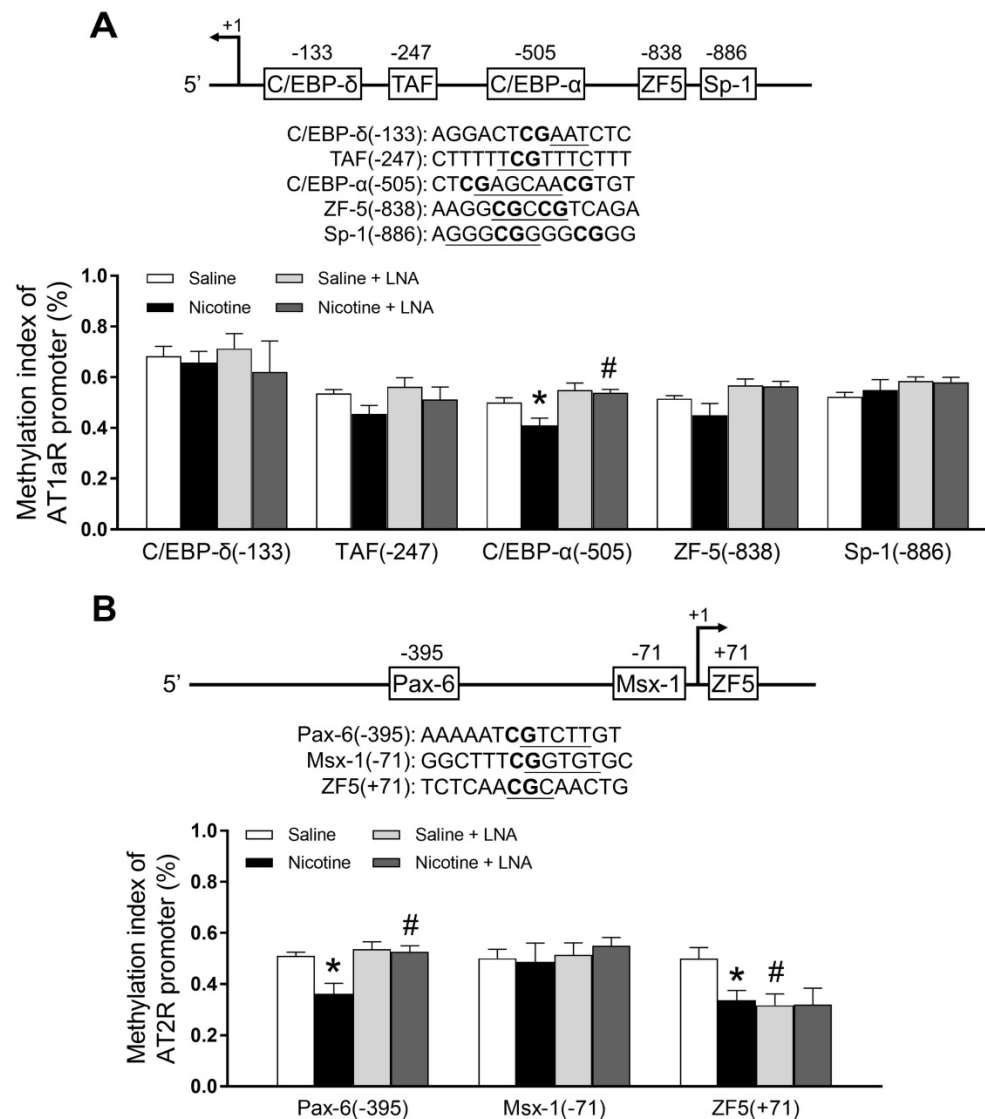 A
+1
-133 -247 -505 -838 -886
5’ C/EBP-δ TAF C/EBP-α ZF5 Sp-1
C/EBP-δ(-133): AGGACTCGAATCTC
TAF(-247): CTTTTTCGTTTCTTT
C/EBP-α(-505): CTCGAGCAACGTGT
ZF-5(-838): AAGGCGCCGTCAGA
Sp-1(-886): AGGGCGGGGCGGG
Methylation index of
AT1aR promoter (%)
1.0
0.8
0.6
0.4
0.2
0.0
Saline Saline + LNA
Nicotine Nicotine + LNA
* #
C/EBP-δ(-133) TAF(-247) C/EBP-α(-505) ZF-5(-838) Sp-1(-886)
B
+1
-395 -71 +71
5’ Pax-6 Msx-1 ZF5
Pax-6(-395): AAAAATCGTCTTGT
Msx-1(-71): GGCTTTCGGTGTGC
ZF5(+71): TCTCAACGCAACTG
Methylation index of
AT2R promoter (%)
1.0
0.8
0.6
0.4
0.2
0.0
Saline Saline + LNA
Nicotine Nicotine + LNA
* # * #
Pax-6(-395) Msx-1(-71) ZF5(+71)